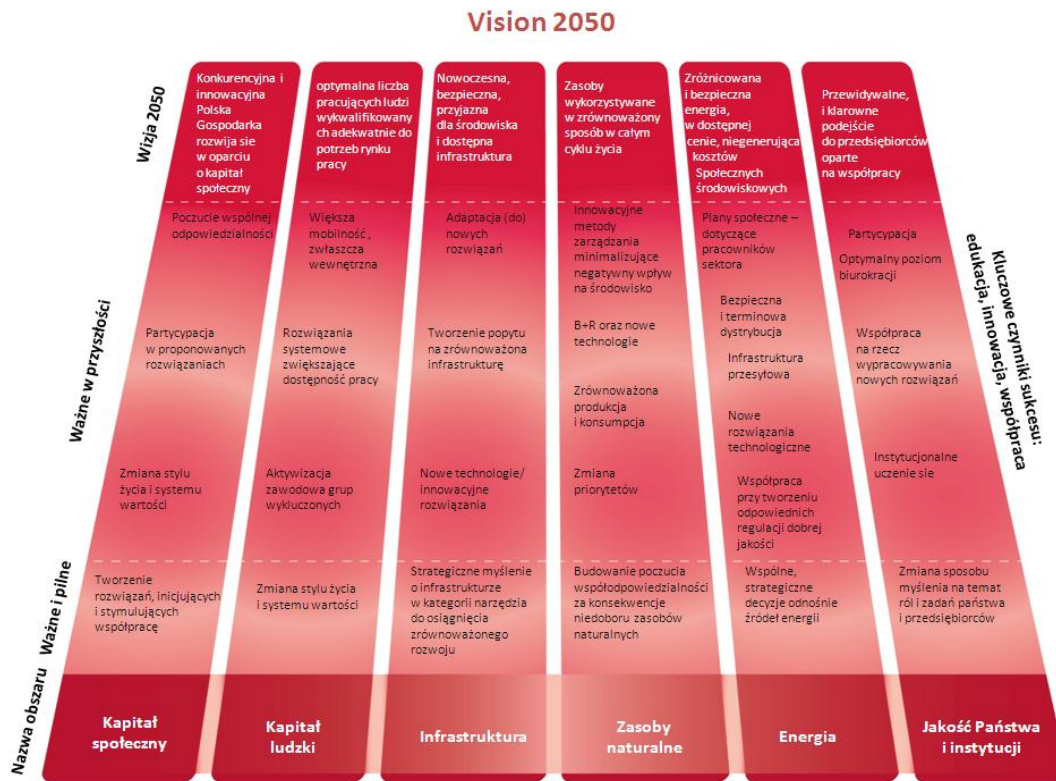 Vision 2050
Wizja 2050
Konkurencyjna i
innowacyjna
Polska
Gospodarka
rozwija sie
w oparciu
o kapitał
społeczny
optymalna liczba
pracujących ludzi
wykwalifikowany
ch adekwatnie do
potrzeb rynku
pracy
Nowoczesna,
bezpieczna,
przyjazna
dla środowiska
i dostępna
infrastruktura
Zasoby
wykorzystywane
w zrównoważony
sposób w całym
cyklu życia
Zróżnicowana
i bezpieczna
energia,
w dostępnej
cenie, niegenerująca
kosztów
Społecznych
środowiskowych
Przewidywalne,
i klarowne
podejście
do przedsiębiorców
oparte
na współpracy
Ważne w przyszłości
Poczucie wspólnej
odpowiedzialności
Partycypacja
w proponowanych
rozwiązaniach
Zmiana stylu
życia i systemu
wartości
Większa
mobilność ,
zwłaszcza
wewnętrzna
Rozwiązania
systemowe
zwiększające
dostępność pracy
Aktywizacja
zawodowa grup
wykluczonych
Adaptacja (do)
nowych
rozwiązań
Tworzenie popytu
na zrównoważona
infrastrukturę
Nowe technologie/
innowacyjne
rozwiązania
Innowacyjne
metody
zarządzania
minimalizujące
negatywny wpływ
na środowisko
B+R oraz nowe
technologie
Zrównoważona
produkcja
i konsumpcja
Zmiana
priorytetów
Plany społeczne –
dotyczące
pracowników
sektora
Bezpieczna
i terminowa
dystrybucja
Infrastruktura
przesyłowa
Nowe
rozwiązania
technologiczne
Współpraca
przy tworzeniu
odpowiednich
regulacji dobrej
jakości
Partycypacja
Optymalny poziom
biurokracji
Współpraca
na rzecz
wypracowywania
nowych rozwiązań
Instytucjonalne
uczenie sie
Kluczowe czynniki sukcesu:
edukacja, innowacja, współpraca
Ważne i pilne
Tworzenie
rozwiązań, inicjujących
i stymulujących
współpracę
Zmiana stylu życia
i systemu wartości
Strategiczne myślenie
o infrastrukturze
w kategorii narzędzia
do osiągnięcia
zrównoważonego
rozwoju
Budowanie poczucia
współodpowiedzialności
za konsekwencje
niedoboru zasobów
naturalnych
Wspólne,
strategiczne
decyzje odnośnie
źródeł energii
Zmiana sposobu
myślenia na temat
ról i zadań państwa
i przedsiębiorców
Nazwa obszaru
Kapitał
społeczny
Kapitał
ludzki
Infrastruktura
Zasoby
naturalne
Energia
Jakość Państwa
i instytucji